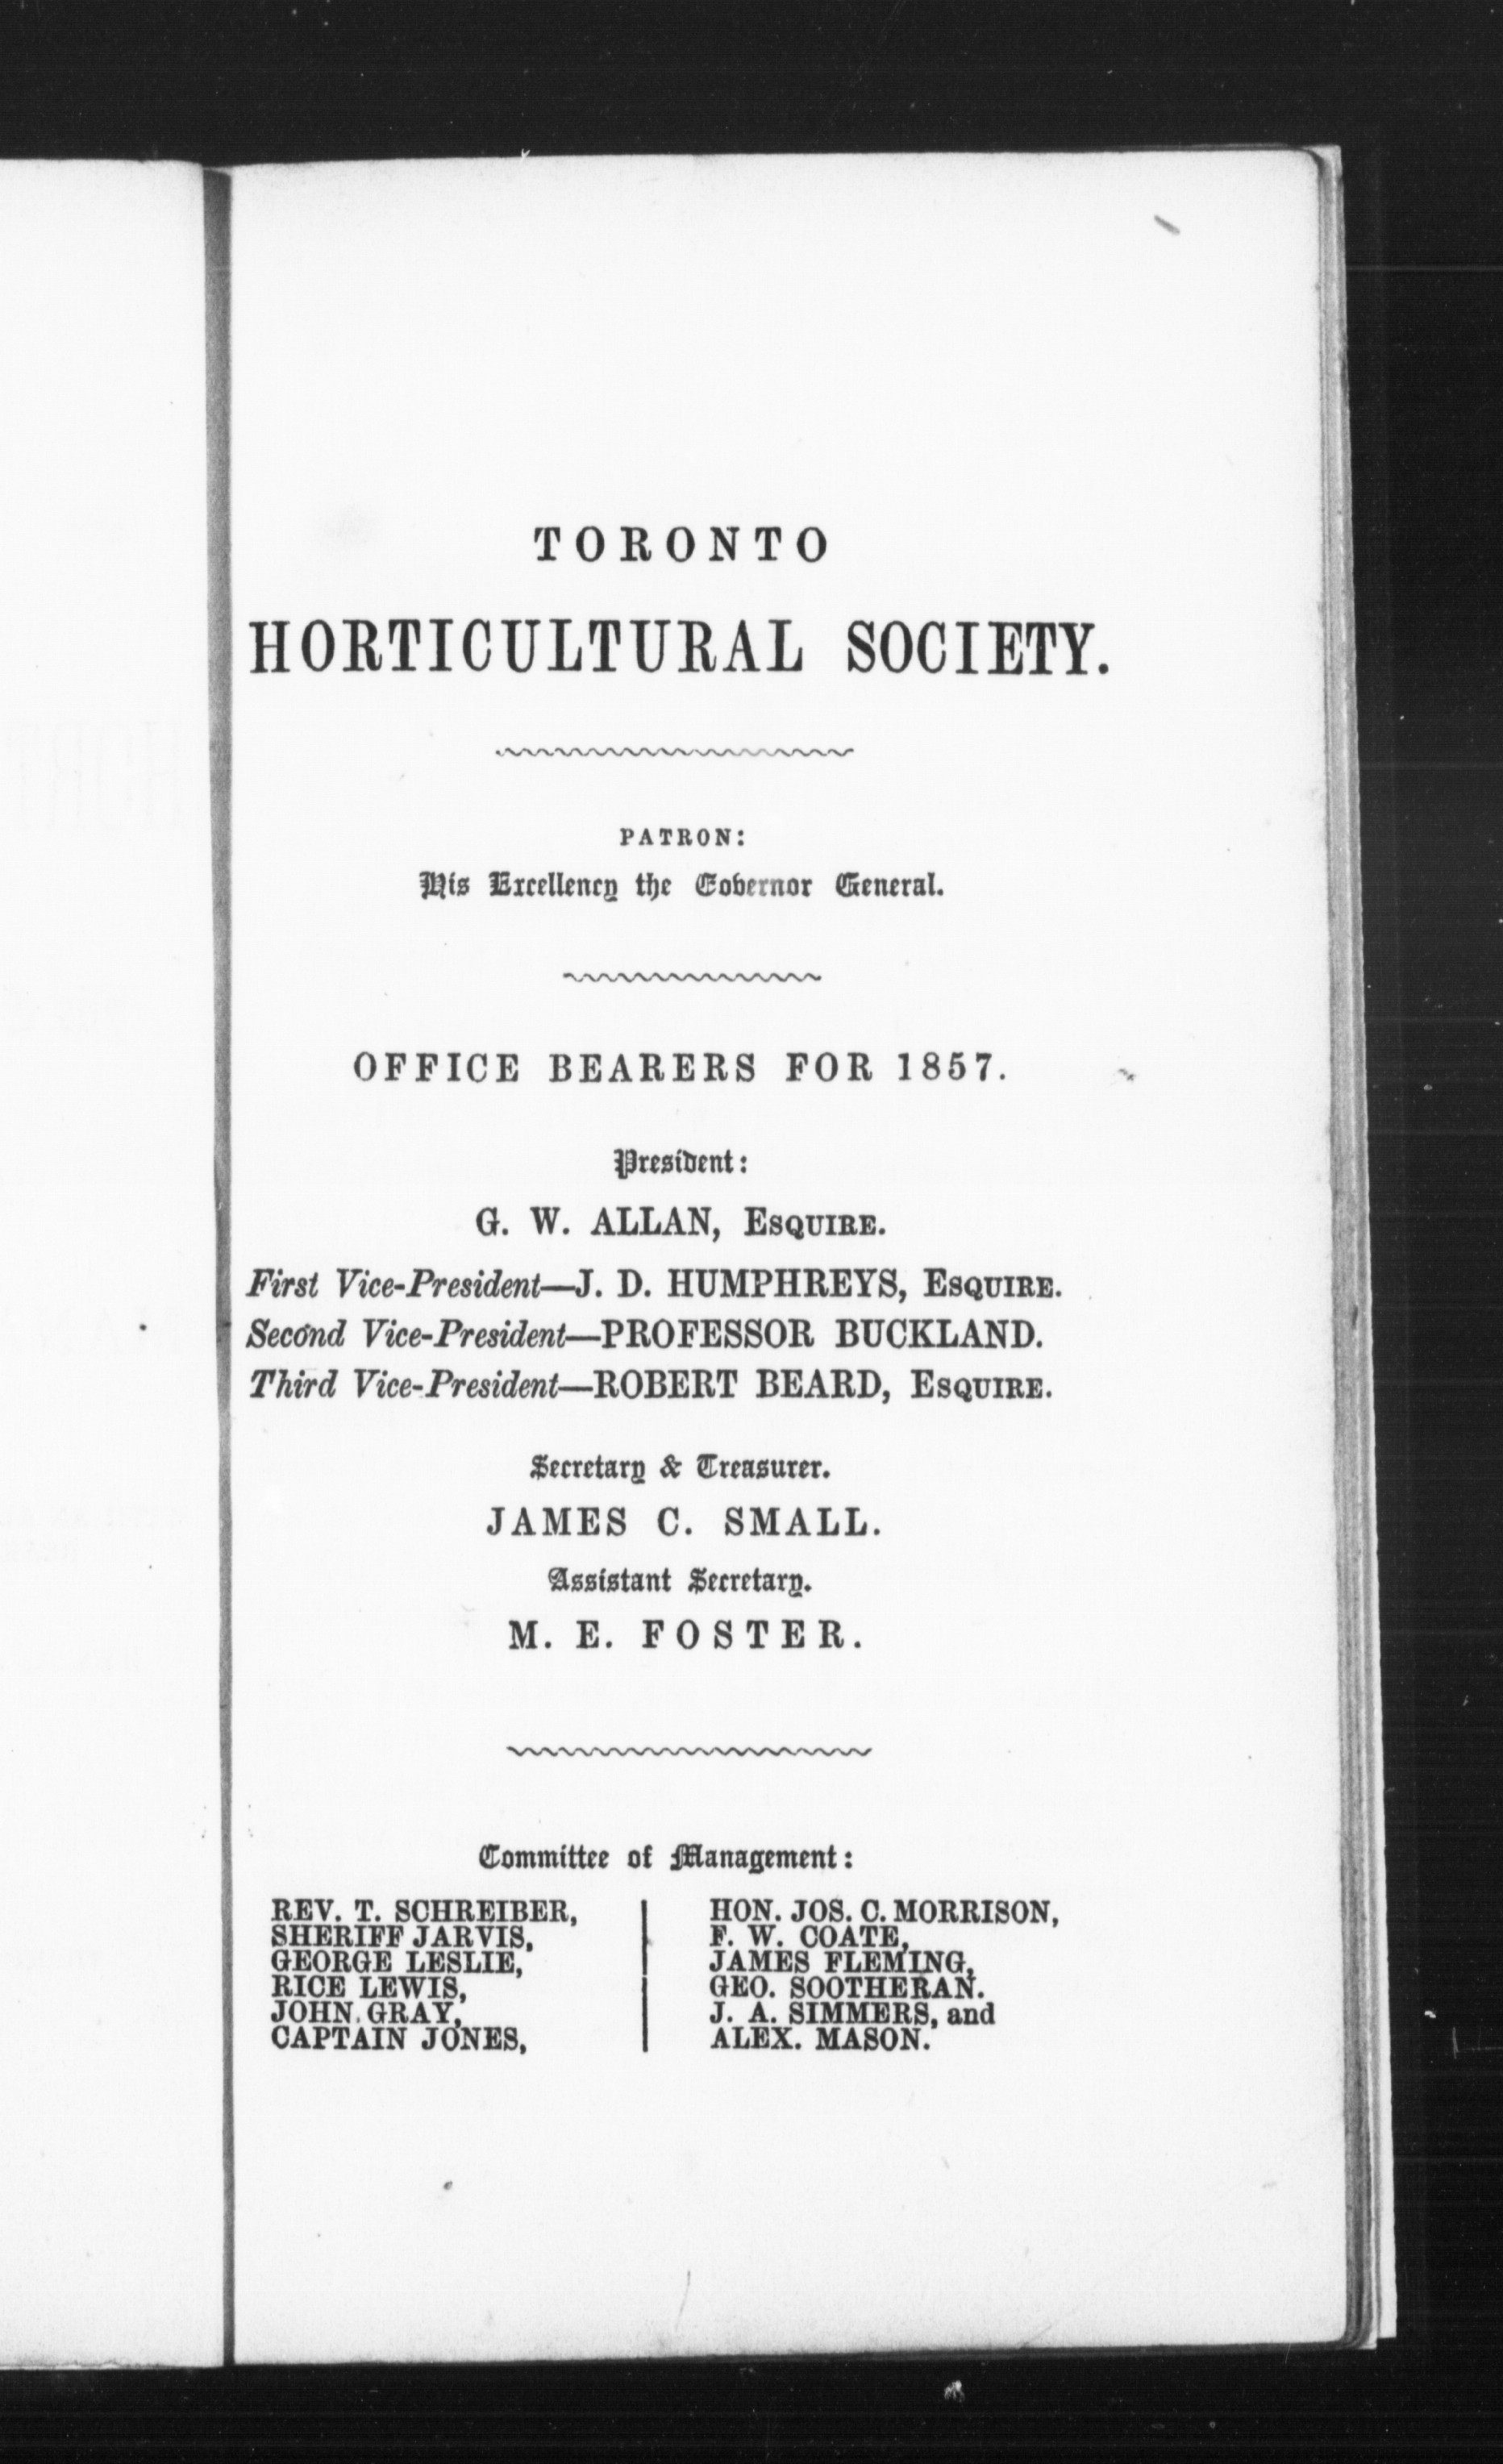 TORONTO
HORTICULTURAL SOCIETY.
PATRON:
His Excellency the Governor General.
OFFICE BEARERS FOR 1857.
President:
G. W. ALLAN, ESQUIRE.
First Vice-President—J. D. HUMPHREYS, ESQUIRE.
Second Vice-President—PROFESSOR BUCKLAND.
Third Vice-President—ROBERT BEARD, ESQUIRE.
Secretary & Treasurer.
JAMES C. SMALL.
Assistant Secretary.
M. E. FOSTER.
Committee of Management:
REV. T. SCHREIBER,
SHERIFF JARVIS,
GEORGE LESLIE,
RICE LEWIS,
JOHN GRAY,
CAPTAIN JONES,
HON. JOS. C. MORRISON,
F. W. COATE,
JAMES FLEMING,
GEO. SOOTHERAN.
J. A. SIMMERS, and
ALEX. MASON.